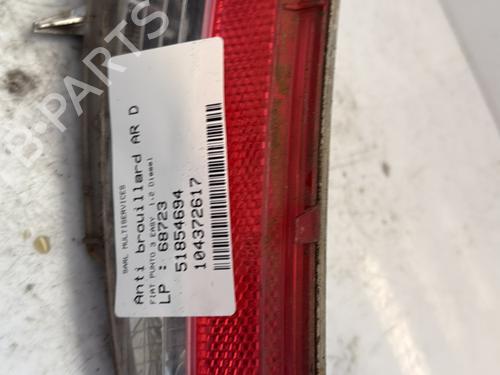 SARL MULTISERVICES
Anti brouillard AR D
FIAT PUNTO 3 EASY 1.2 Diesel
LP : 68723
51854694
104372617
B-PARTS